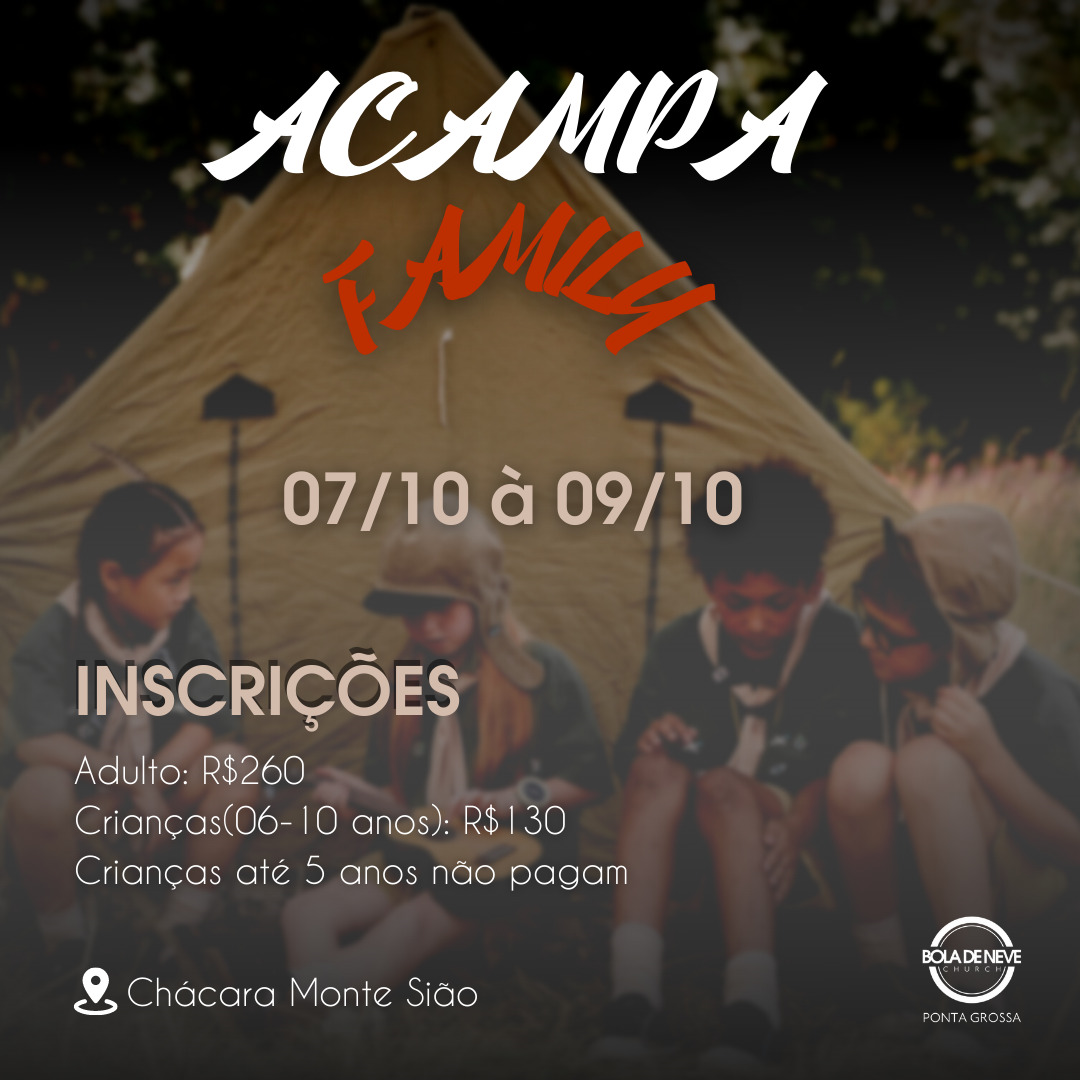 ACAMPA
FAMILY
07/10 à 09/10
INSCRIÇÕES
Adulto: R$260
Crianças(06-10 anos): R$130
Crianças até 5 anos não pagam
Chácara Monte Sião
BOLA DE NEVE
CHURCH
PONTA GROSSA